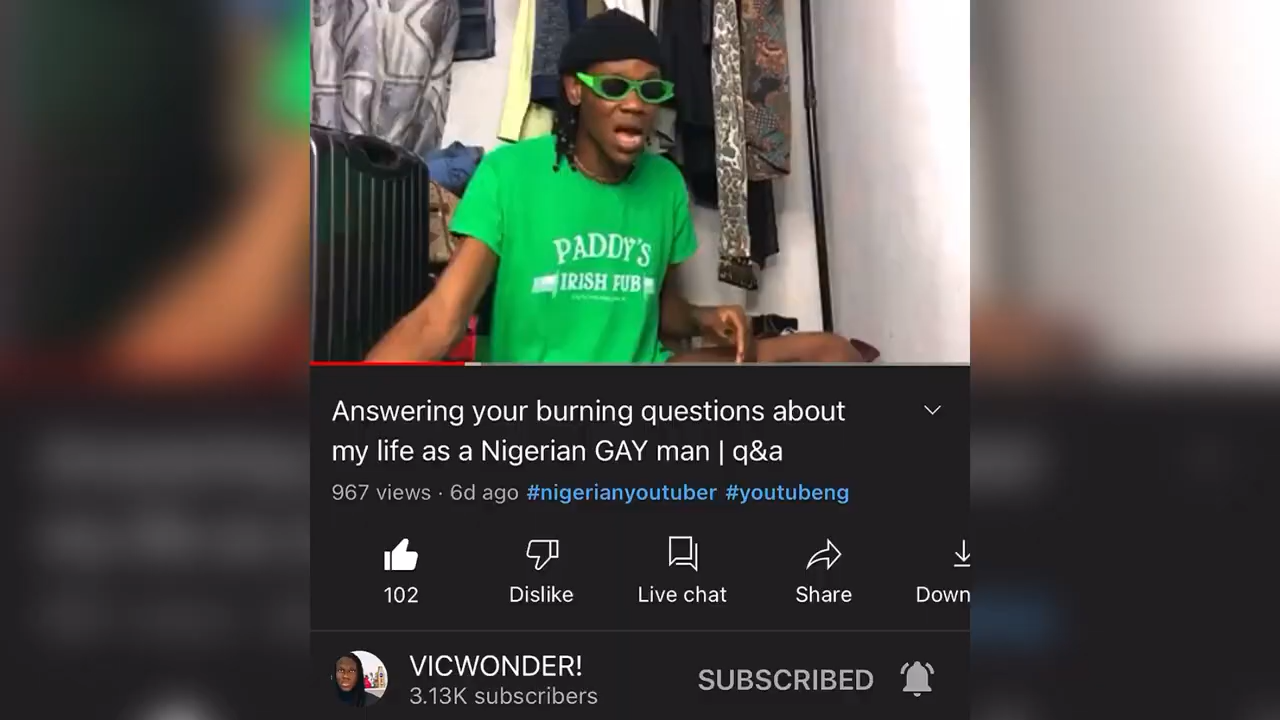 PADDY'S
IRISH PUB
Answering your burning questions about
my life as a Nigerian GAY man | q&a
967 views · 6d ago #nigerianyoutuber #youtubeng
102 Dislike Live chat Share Down
VICWONDER!
3.13K subscribers
SUBSCRIBED